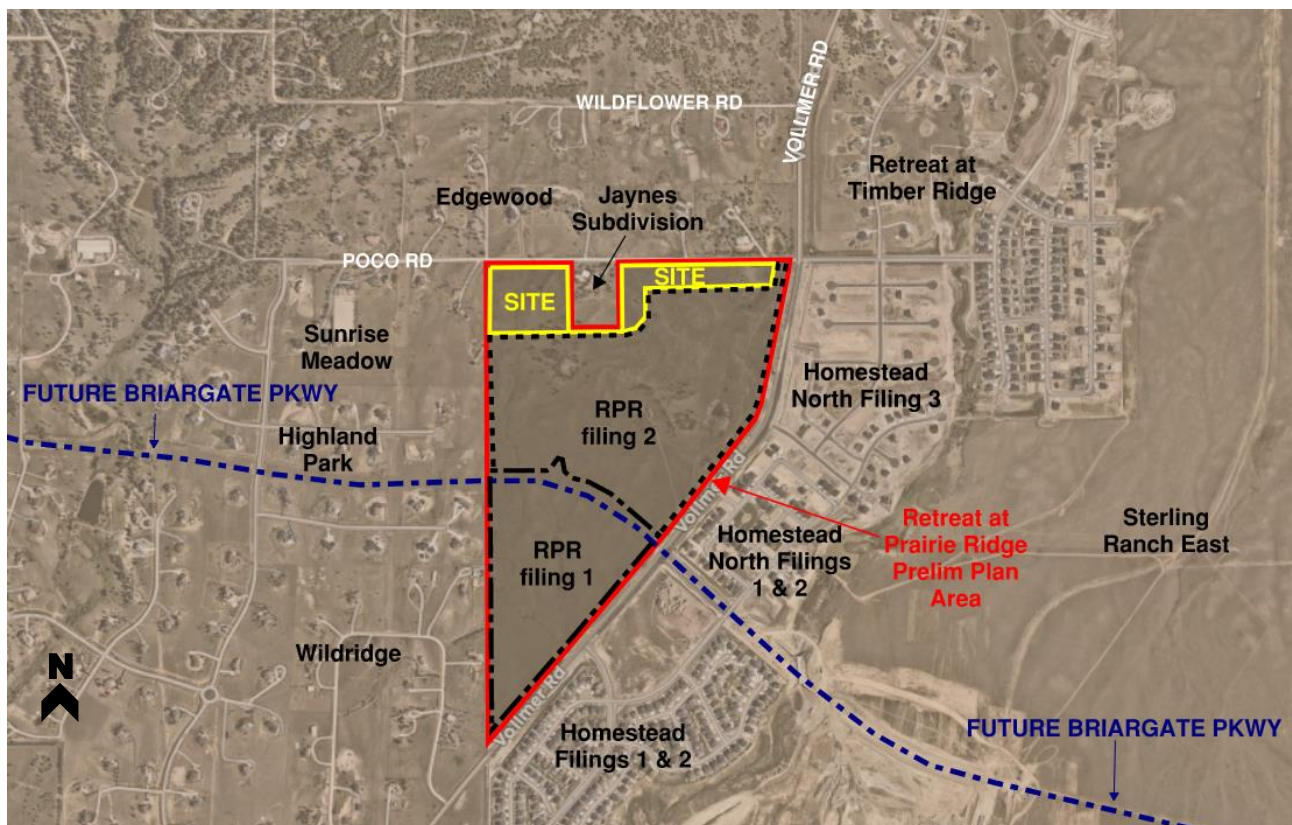 WILDFLOWER RD
VOLLMER RD
Retreat at
Timber Ridge
Edgewood
Jaynes
Subdivision
POCO RD
SITE
SITE
Sunrise
Meadow
FUTURE BRIARGATE PKWY
Highland
Park
RPR
filing 2
Homestead
North Filing 3
Vollmer Rd
RPR
filing 1
Homestead
North Filings
1 & 2
Retreat at
Prairie Ridge
Prelim Plan
Area
Sterling
Ranch East
Wildridge
N
Vollmer Rd
Homestead
Filings 1 & 2
FUTURE BRIARGATE PKWY